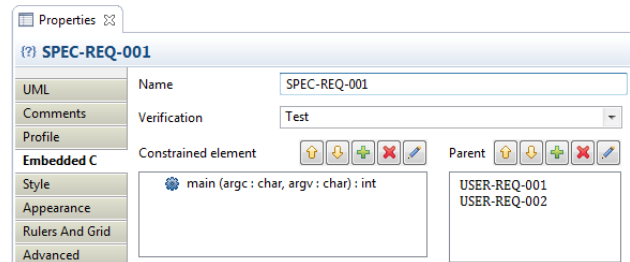 Properties
{?} SPEC-REQ-001
UML
Comments
Profile
Embedded C
Style
Appearance
Rulers And Grid
Advanced
Name SPEC-REQ-001
Verification Test
Constrained element Parent
main (argc : char, argv : char) : int
USER-REQ-001
USER-REQ-002